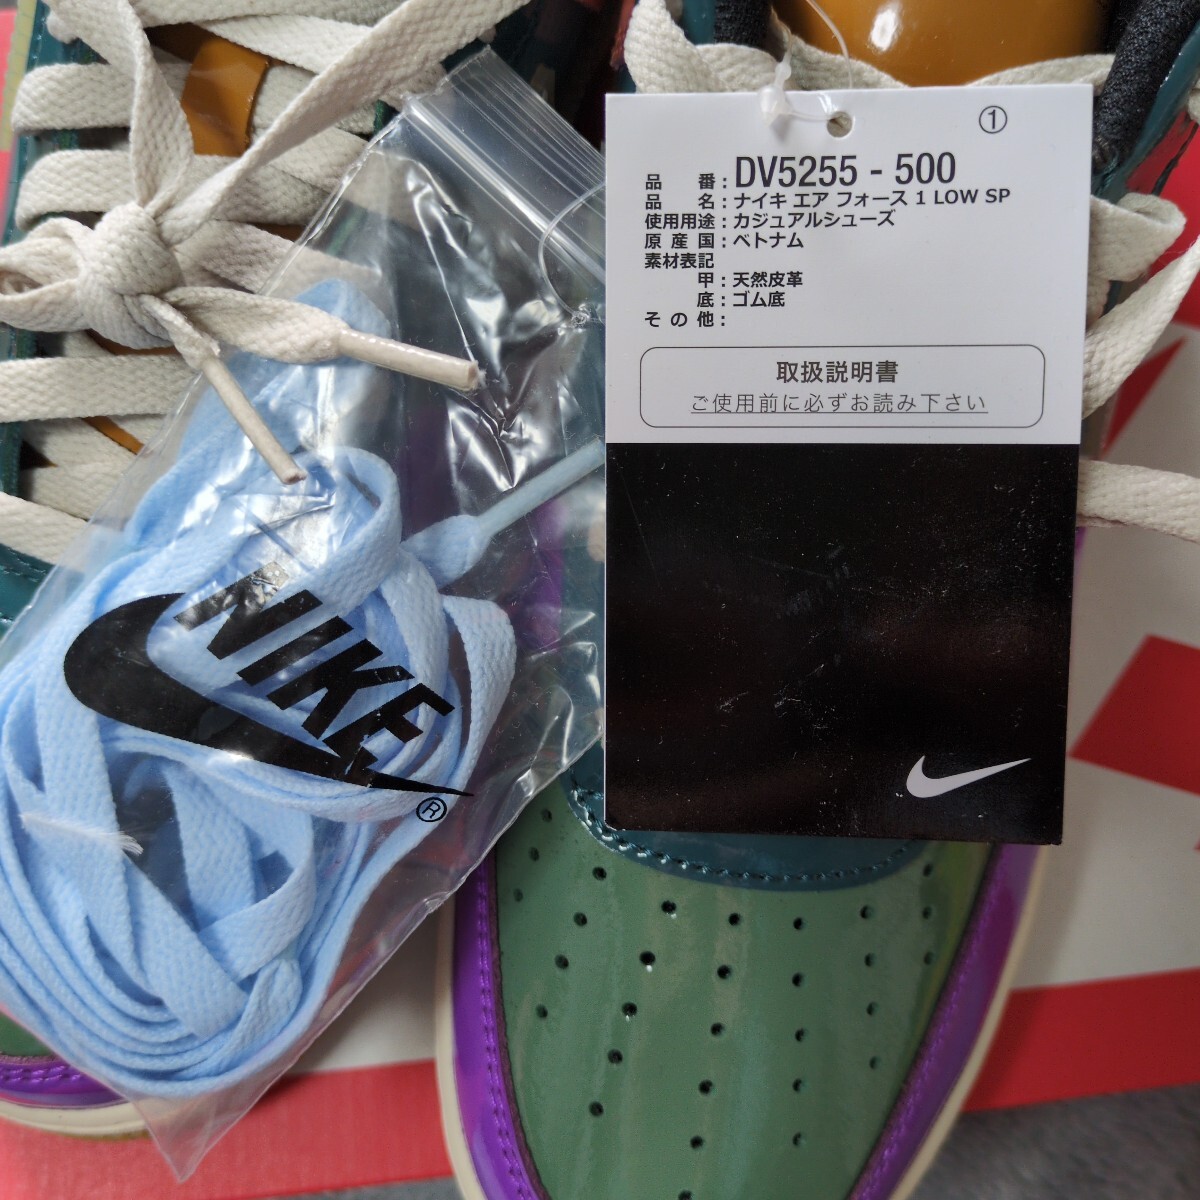 ①
品 番 : DV5255 - 500
品 名 : ナイキ エア フォース 1 LOW SP
使用用途 : カジュアルシューズ
原 産 国 : ベトナム
素材表記
甲 : 天然皮革
底 : ゴム底
そ の 他 :
取扱説明書
ご使用前に必ずお読み下さい
NIKE
®